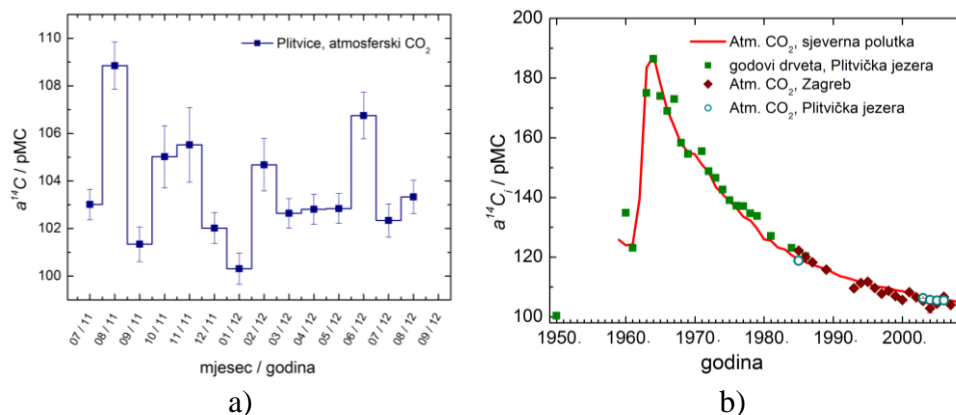 110
108
106
104
102
100
a¹⁴C / pMC
Plitvice, atmosferski CO₂
07 / 11
08 / 11
09 / 11
10 / 11
11 / 11
12 / 11
01 / 12
02 / 12
03 / 12
04 / 12
05 / 12
06 / 12
07 / 12
08 / 12
09 / 12
mjesec / godina
a)
b)
200
180
160
140
120
100
a¹⁴Cᵢ / pMC
Atm. CO₂, sjeverna polutka
godovi drveta, Plitvička jezera
Atm. CO₂, Zagreb
Atm. CO₂, Plitvička jezera
1950. 1960. 1970. 1980. 1990. 2000.
godina